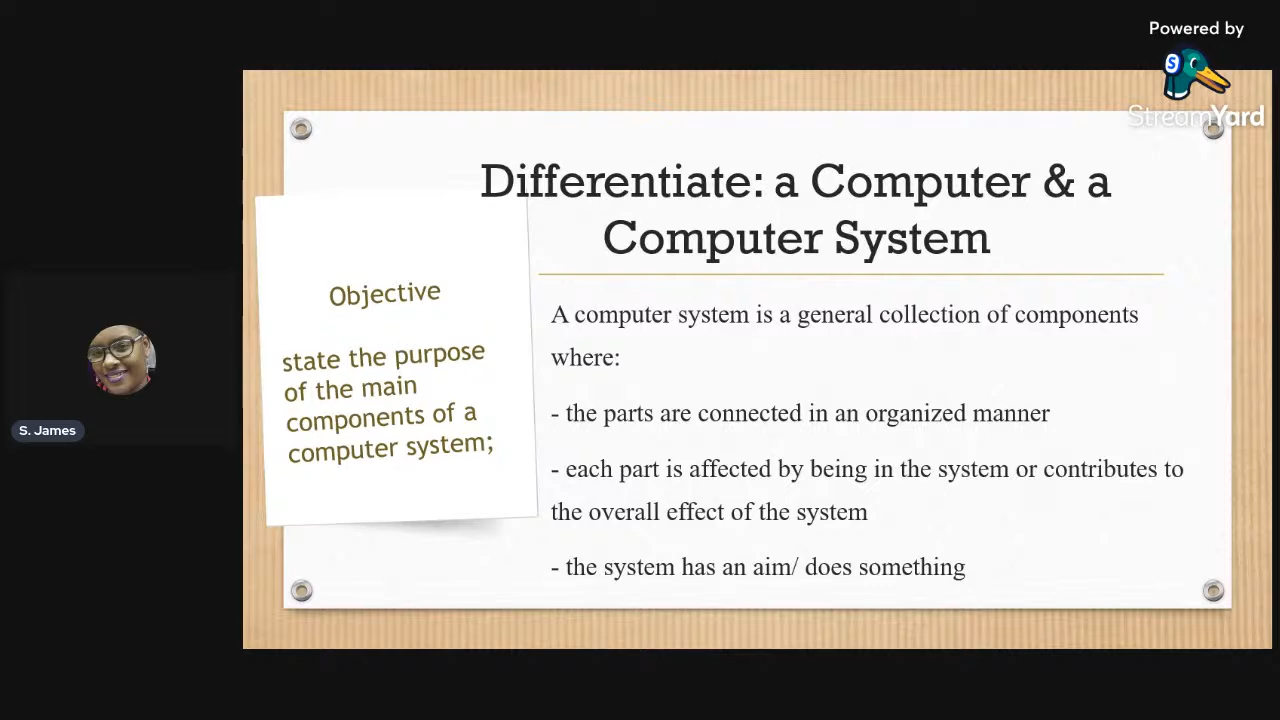 Powered by
StreamYard
Differentiate: a Computer & a
Computer System
Objective
state the purpose
of the main
components of a
computer system;
A computer system is a general collection of components
where:
- the parts are connected in an organized manner
- each part is affected by being in the system or contributes to
the overall effect of the system
- the system has an aim/ does something
S. James